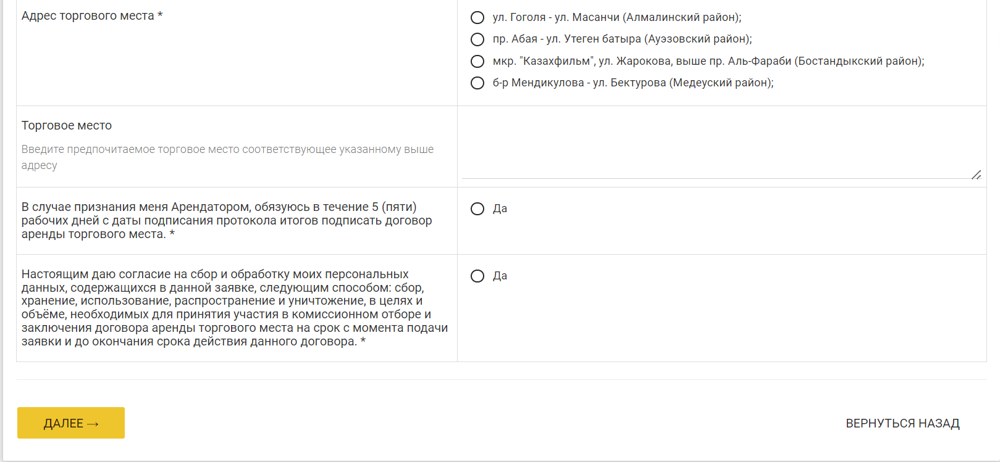 Адрес торгового места *
ул. Гоголя - ул. Масанчи (Алмалинский район);
пр. Абая - ул. Утеген батыра (Ауэзовский район);
мкр. "Казахфильм", ул. Жарокова, выше пр. Аль-Фараби (Бостандыкский район);
б-р Мендикулова - ул. Бектурова (Медеуский район);
Торговое место
Введите предпочитаемое торговое место соответствующее указанному выше
адресу
В случае признания меня Арендатором, обязуюсь в течение 5 (пяти)
рабочих дней с даты подписания протокола итогов подписать договор
аренды торгового места. *
Да
Настоящим даю согласие на сбор и обработку моих персональных
данных, содержащихся в данной заявке, следующим способом: сбор,
хранение, использование, распространение и уничтожение, в целях и
объёме, необходимых для принятия участия в комиссионном отборе и
заключения договора аренды торгового места на срок с момента подачи
заявки и до окончания срока действия данного договора. *
Да
ДАЛЕЕ →
ВЕРНУТЬСЯ НАЗАД